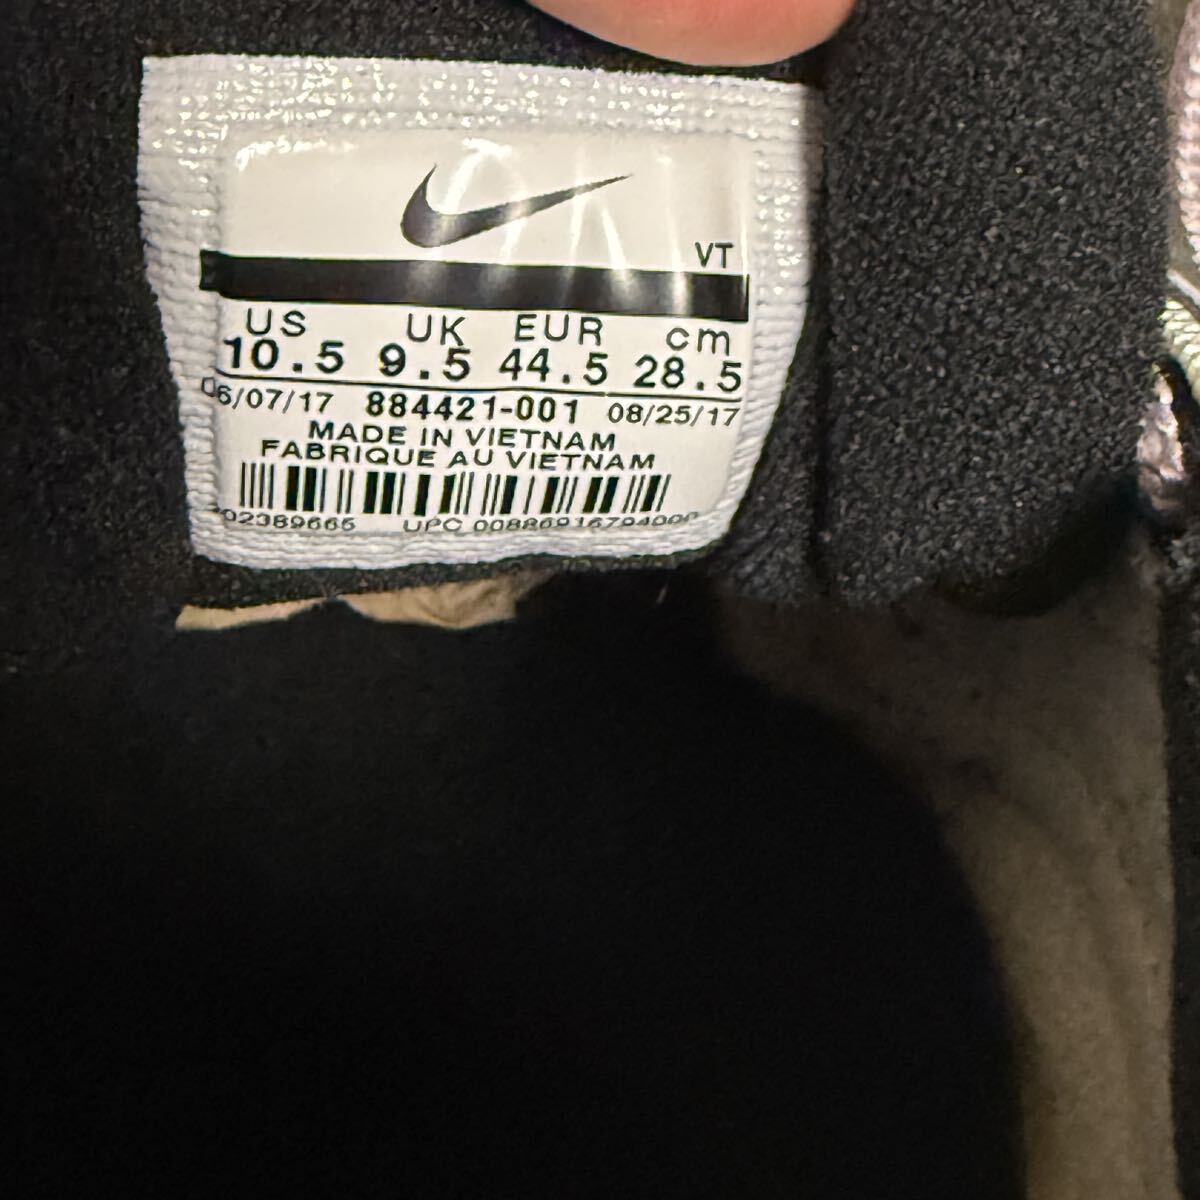 VT
US UK EUR cm
10.5 9.5 44.5 28.5
06/07/17 884421-001 08/25/17
MADE IN VIETNAM
FABRIQUE AU VIETNAM
UPC